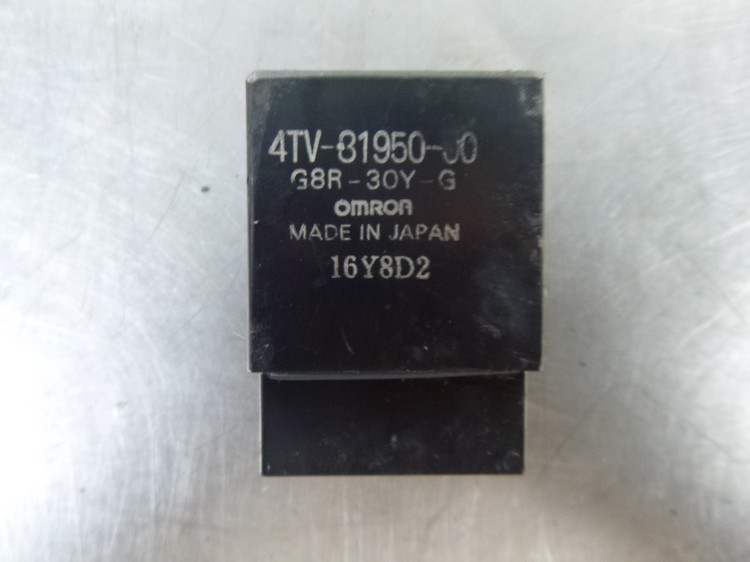 4TV-81950-00
G8R-30Y-G
OMRON
MADE IN JAPAN
16Y8D2